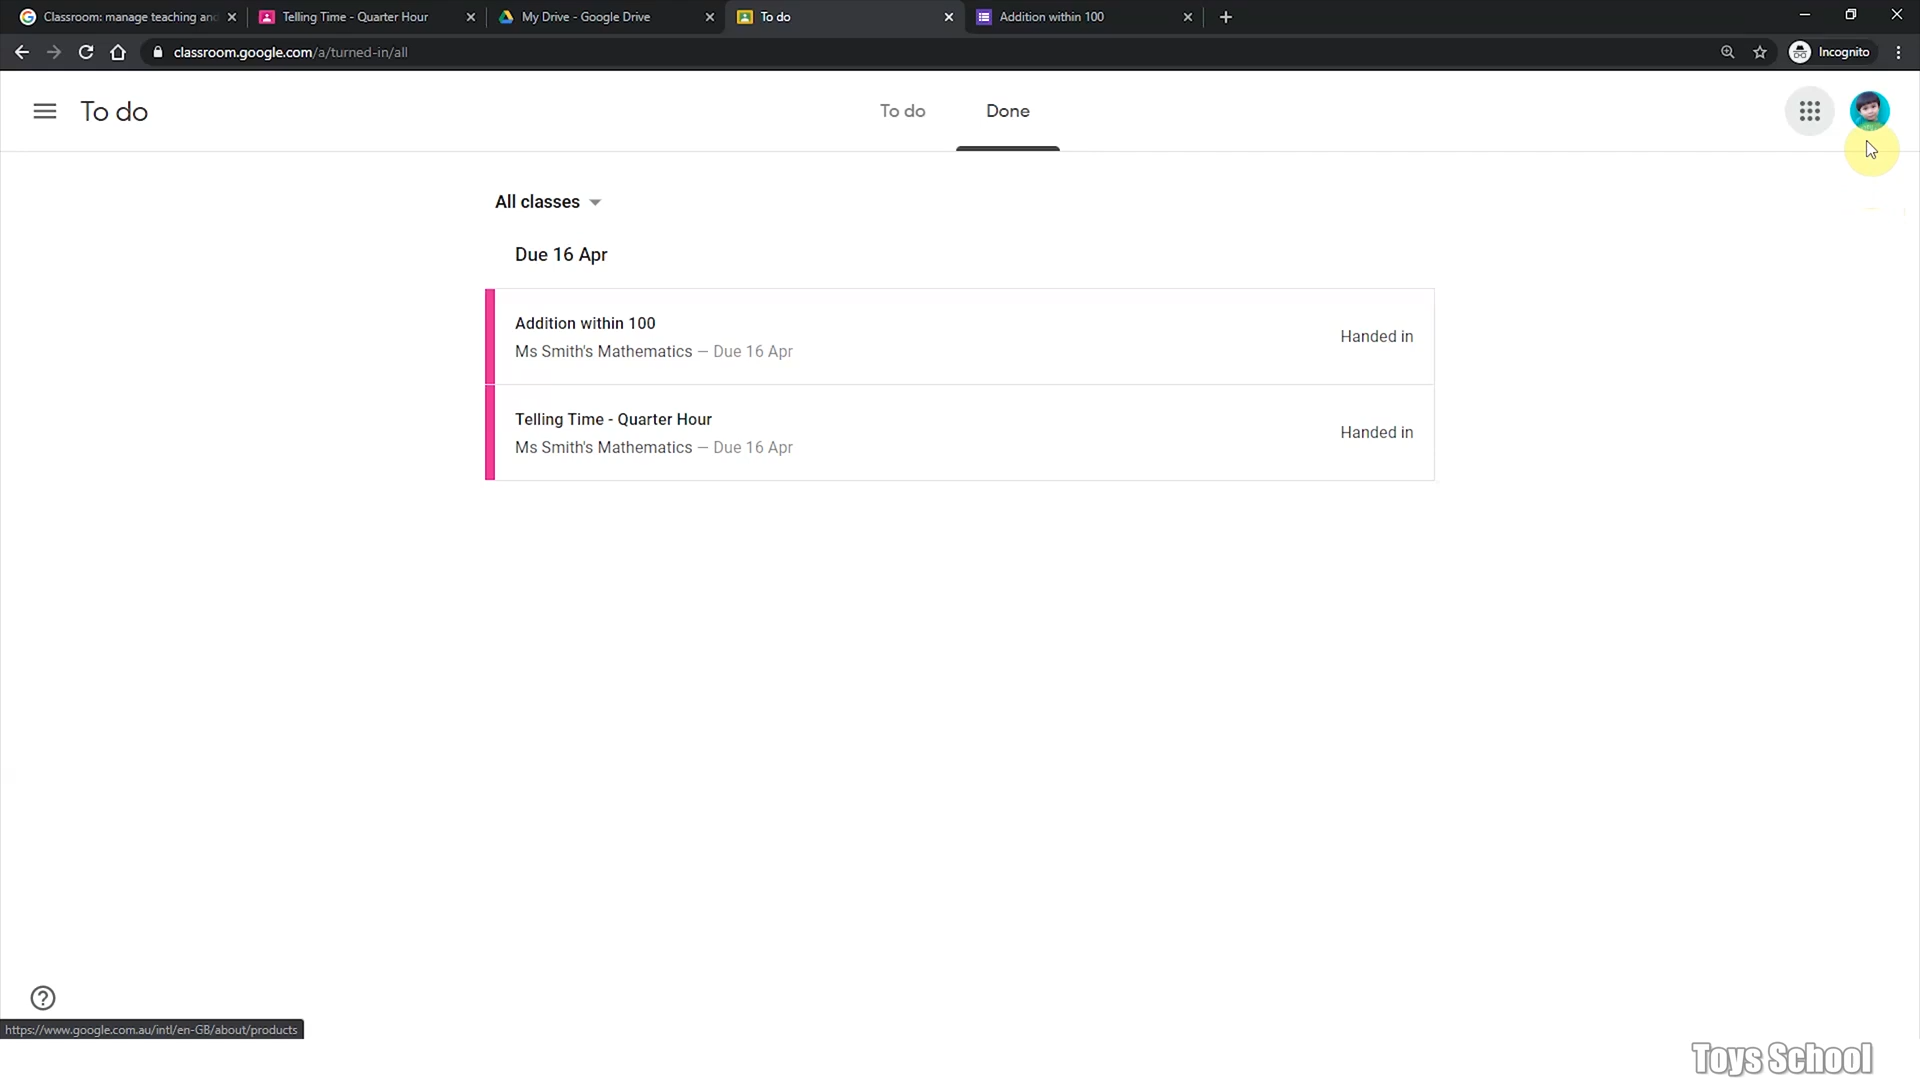 Classroom: manage teaching and
Telling Time - Quarter Hour
My Drive - Google Drive
To do
Addition within 100
classroom.google.com/a/turned-in/all
Incognito
To do
To do
Done
All classes
Due 16 Apr
Addition within 100
Ms Smith's Mathematics — Due 16 Apr
Handed in
Telling Time - Quarter Hour
Ms Smith's Mathematics — Due 16 Apr
Handed in
https://www.google.com.au/intl/en-GB/about/products
Toys School